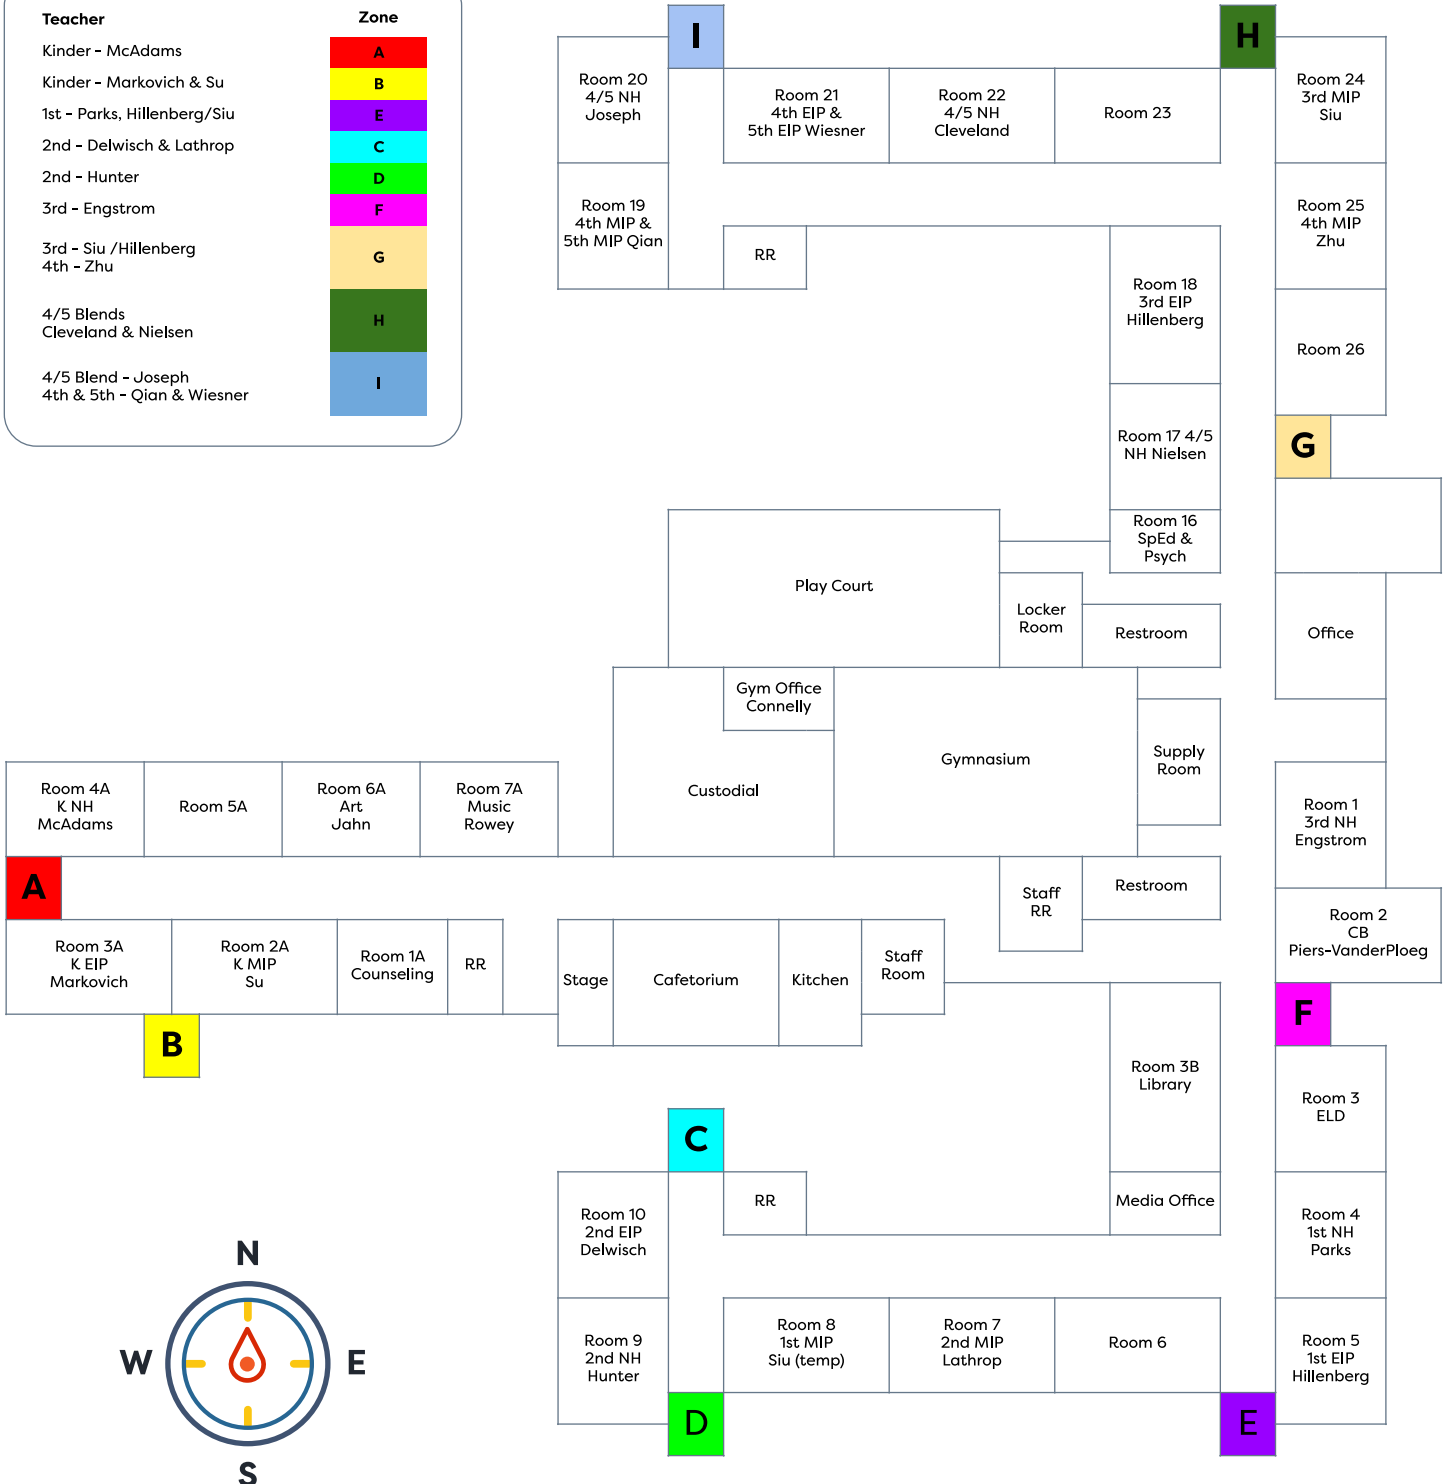 Teacher Zone
Kinder - McAdams A
Kinder - Markovich & Su B
1st - Parks, Hillenberg/Siu E
2nd - Delwisch & Lathrop C
2nd - Hunter D
3rd - Engstrom F
3rd - Siu /Hillenberg
4th - Zhu
G
4/5 Blends
Cleveland & Nielsen
H
4/5 Blend - Joseph
4th & 5th - Qian & Wiesner
I
I
H
Room 20
4/5 NH
Joseph
Room 21
4th EIP &
5th EIP Wiesner
Room 22
4/5 NH
Cleveland
Room 23
Room 24
3rd MIP
Siu
Room 19
4th MIP &
5th MIP Qian
RR
Room 18
3rd EIP
Hillenberg
Room 25
4th MIP
Zhu
Room 26
Room 17 4/5
NH Nielsen
G
Room 16
SpEd &
Psych
Play Court
Locker
Room
Restroom
Office
Gym Office
Connelly
Custodial
Gymnasium
Supply
Room
Room 4A
K NH
McAdams
Room 5A
Room 6A
Art
Jahn
Room 7A
Music
Rowey
Room 1
3rd NH
Engstrom
A
Staff
RR
Restroom
Room 3A
K EIP
Markovich
Room 2A
K MIP
Su
Room 1A
Counseling
RR
Stage
Cafetorium
Kitchen
Staff
Room
Room 2
CB
Piers-VanderPloeg
B
F
Room 3B
Library
Room 3
ELD
C
Room 10
2nd EIP
Delwisch
RR
Media Office
Room 4
1st NH
Parks
Room 9
2nd NH
Hunter
Room 8
1st MIP
Siu (temp)
Room 7
2nd MIP
Lathrop
Room 6
Room 5
1st EIP
Hillenberg
D
E
N
W E
S